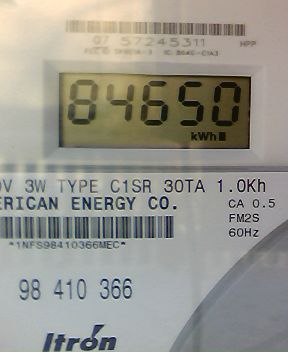 07 57245311 HPP
84650
kWh
V 3W TYPE C1SR 30TA 1.0Kh
ERICAN ENERGY CO. CA 0.5
FM2S
*1NFS98410366MEC* 60Hz
98 410 366
Itron